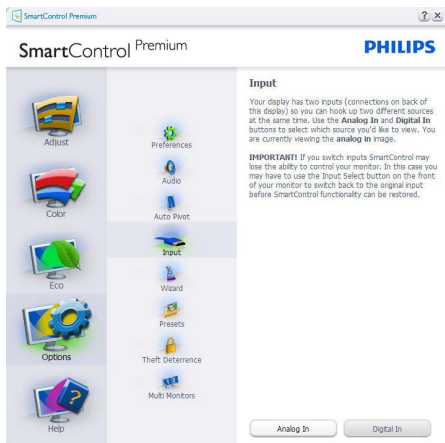 SmartControl Premium
? X
SmartControl Premium
PHILIPS
Adjust
Color
Eco
Options
Help
Preferences
Audio
Auto Pivot
Input
Wizard
Presets
Theft Deterrence
Multi Monitors
Input
Your display has two inputs (connections on back of
this display) so you can hook up two different sources
at the same time. Use the Analog In and Digital In
buttons to select which source you'd like to view. You
are currently viewing the analog in image.
IMPORTANT! If you switch inputs SmartControl may
lose the ability to control your monitor. In this case you
may have to use the Input Select button on the front
of your monitor to switch back to the original input
before SmartControl functionality can be restored.
Analog In
Digital In